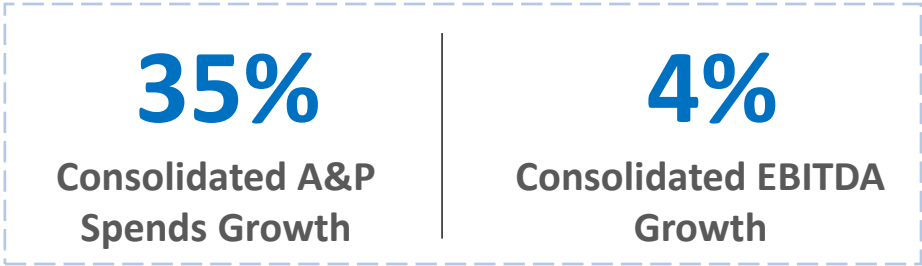 35%
Consolidated A&P
Spends Growth
4%
Consolidated EBITDA
Growth